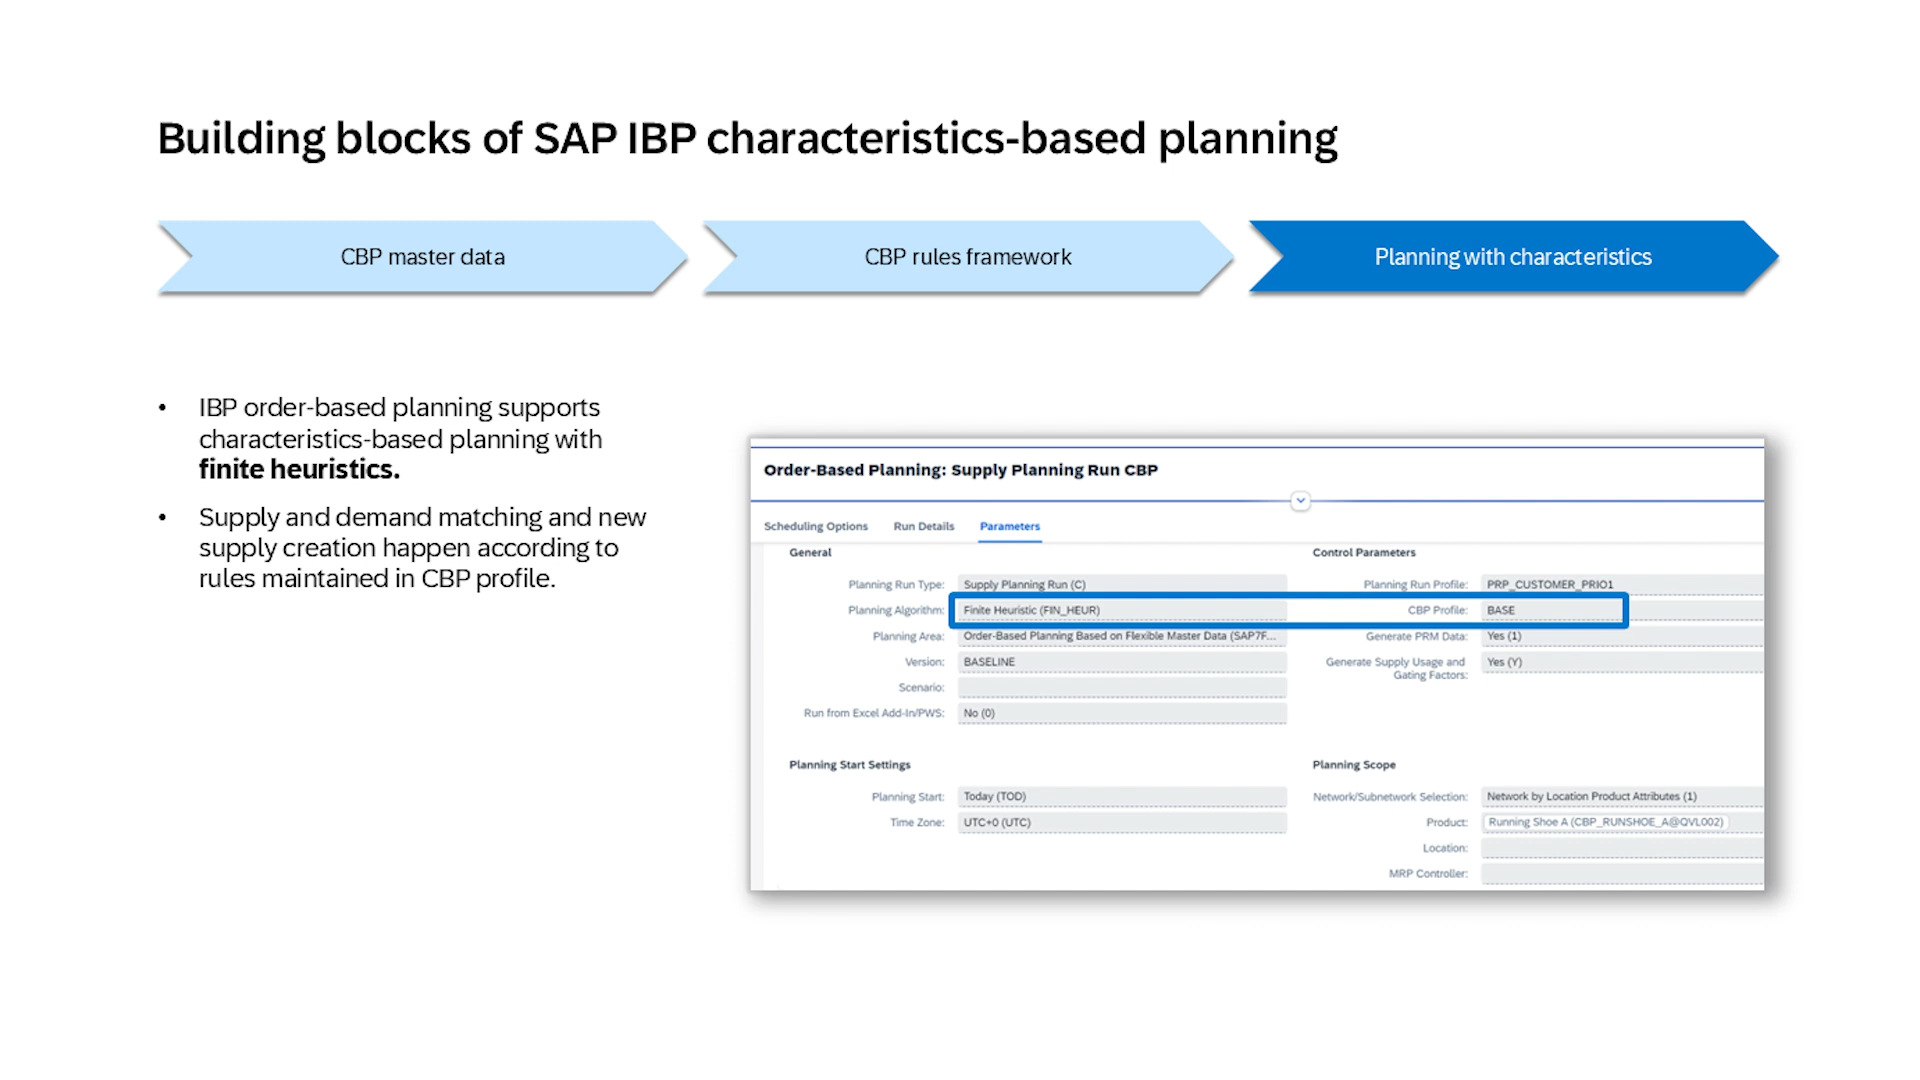 Building blocks of SAP IBP characteristics-based planning
CBP master data
CBP rules framework
Planning with characteristics
• IBP order-based planning supports
characteristics-based planning with
finite heuristics.
• Supply and demand matching and new
supply creation happen according to
rules maintained in CBP profile.
Order-Based Planning: Supply Planning Run CBP
Scheduling Options Run Details Parameters
General
Planning Run Type: Supply Planning Run (C)
Planning Algorithm: Finite Heuristic (FIN_HEUR)
Planning Area: Order-Based Planning Based on Flexible Master Data (SAP7F...
Version: BASELINE
Scenario:
Run from Excel Add-In/PWS: No (0)
Control Parameters
Planning Run Profile: PRP_CUSTOMER_PRIO1
CBP Profile: BASE
Generate PRM Data: Yes (1)
Generate Supply Usage and Yes (Y)
Gating Factors:
Planning Start Settings
Planning Start: Today (TOD)
Time Zone: UTC+0 (UTC)
Planning Scope
Network/Subnetwork Selection: Network by Location Product Attributes (1)
Product: Running Shoe A (CBP_RUNSHOE_A@QVL002)
Location:
MRP Controller: